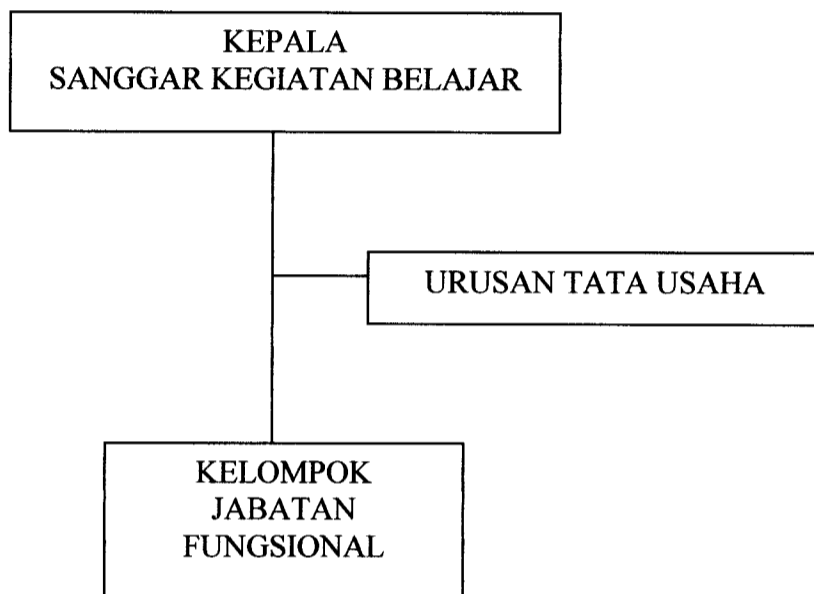 KEPALA
SANGGAR KEGIATAN BELAJAR
URUSAN TATA USAHA
KELOMPOK
JABATAN
FUNGSIONAL